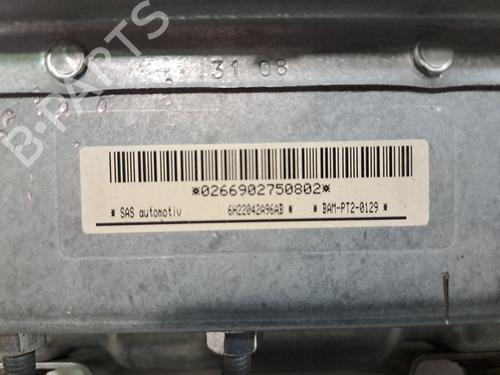 31 08
B-PARTS
*0266902750802*
* SAS automotiv 6H22042A96AB * * BAM-PT2-0129 *